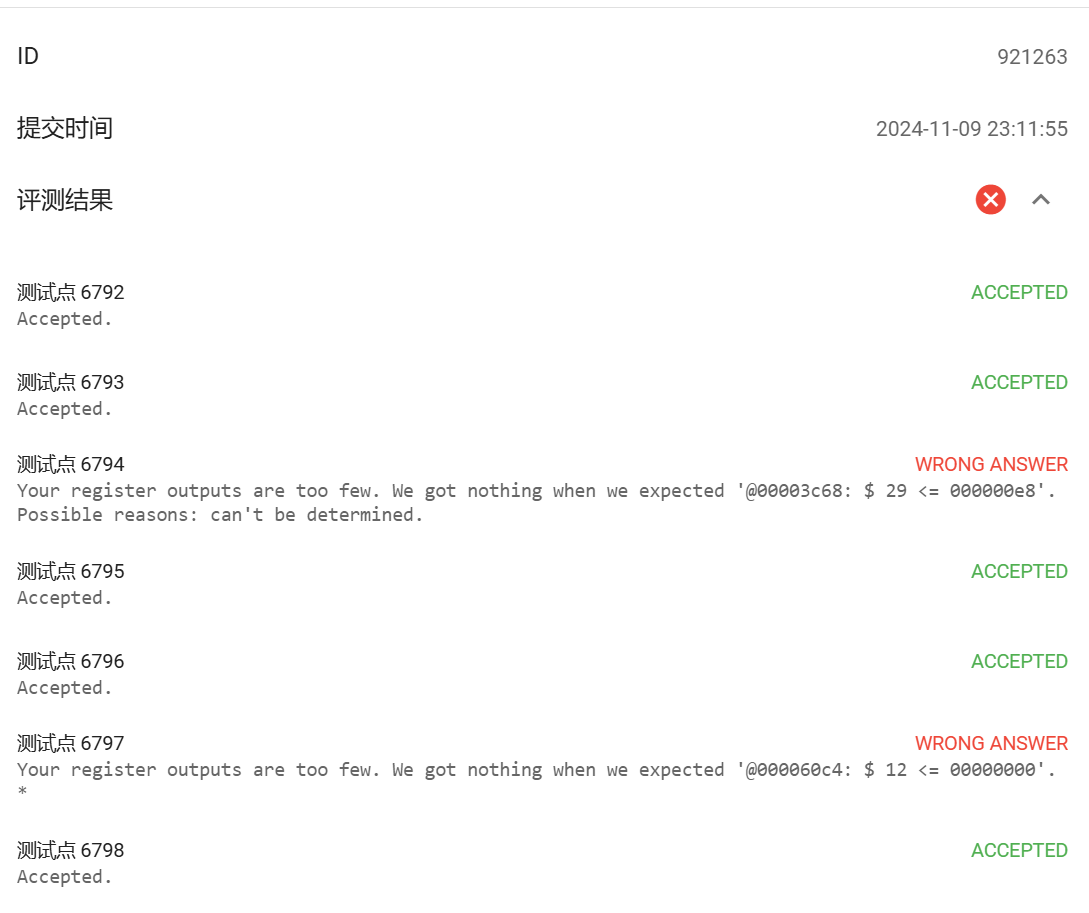 ID
921263
提交时间
2024-11-09 23:11:55
评测结果
测试点 6792
ACCEPTED
Accepted.
测试点 6793
ACCEPTED
Accepted.
测试点 6794
WRONG ANSWER
Your register outputs are too few. We got nothing when we expected '@00003c68: $ 29 <= 000000e8'.
Possible reasons: can't be determined.
测试点 6795
ACCEPTED
Accepted.
测试点 6796
ACCEPTED
Accepted.
测试点 6797
WRONG ANSWER
Your register outputs are too few. We got nothing when we expected '@000060c4: $ 12 <= 00000000'.
*
测试点 6798
ACCEPTED
Accepted.